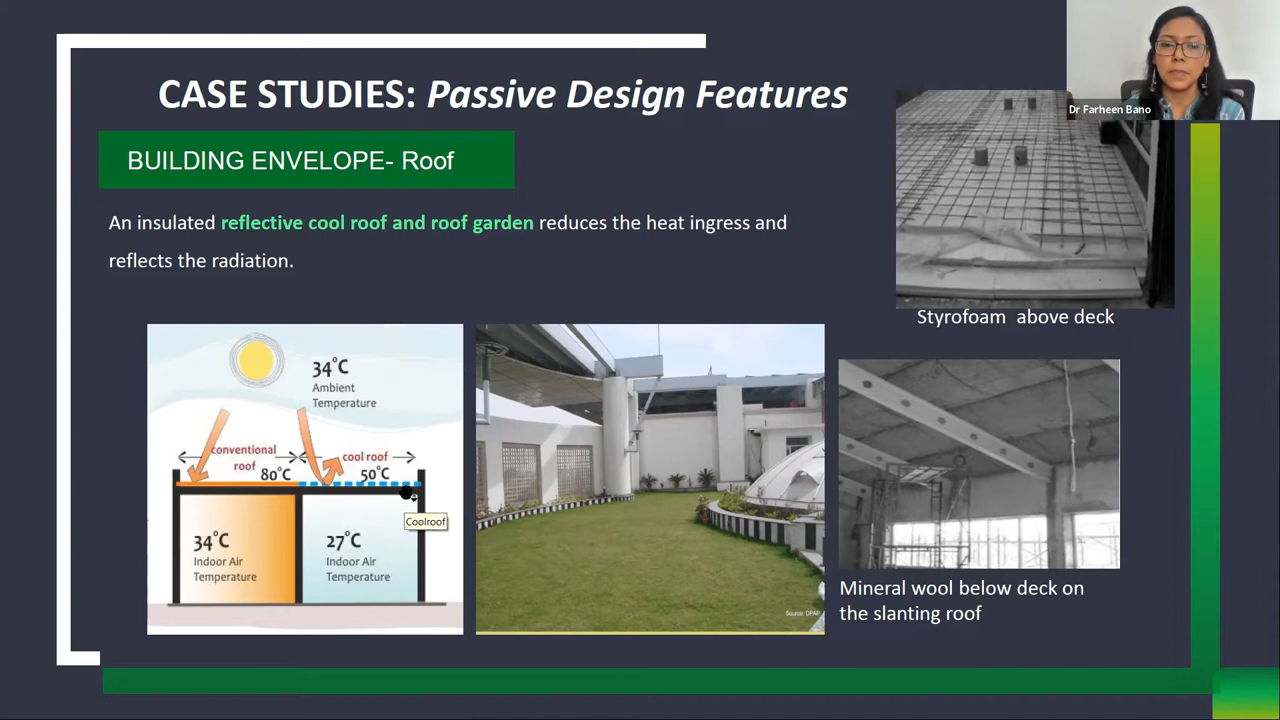 CASE STUDIES: Passive Design Features
Dr Farheen Bano
BUILDING ENVELOPE- Roof
An insulated reflective cool roof and roof garden reduces the heat ingress and
reflects the radiation.
Styrofoam above deck
34°C
Ambient
Temperature
conventional
roof
80°C
cool roof
50°C
Coolroof
34°C
Indoor Air
Temperature
27°C
Indoor Air
Temperature
Source: DPAP
Mineral wool below deck on
the slanting roof